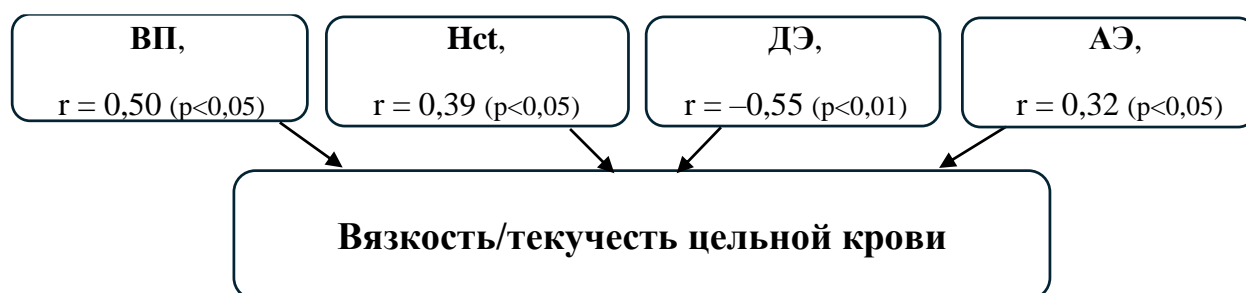 ВП,
r = 0,50 (p<0,05)
Hct,
r = 0,39 (p<0,05)
ДЭ,
r = –0,55 (p<0,01)
АЭ,
r = 0,32 (p<0,05)
Вязкость/текучесть цельной крови